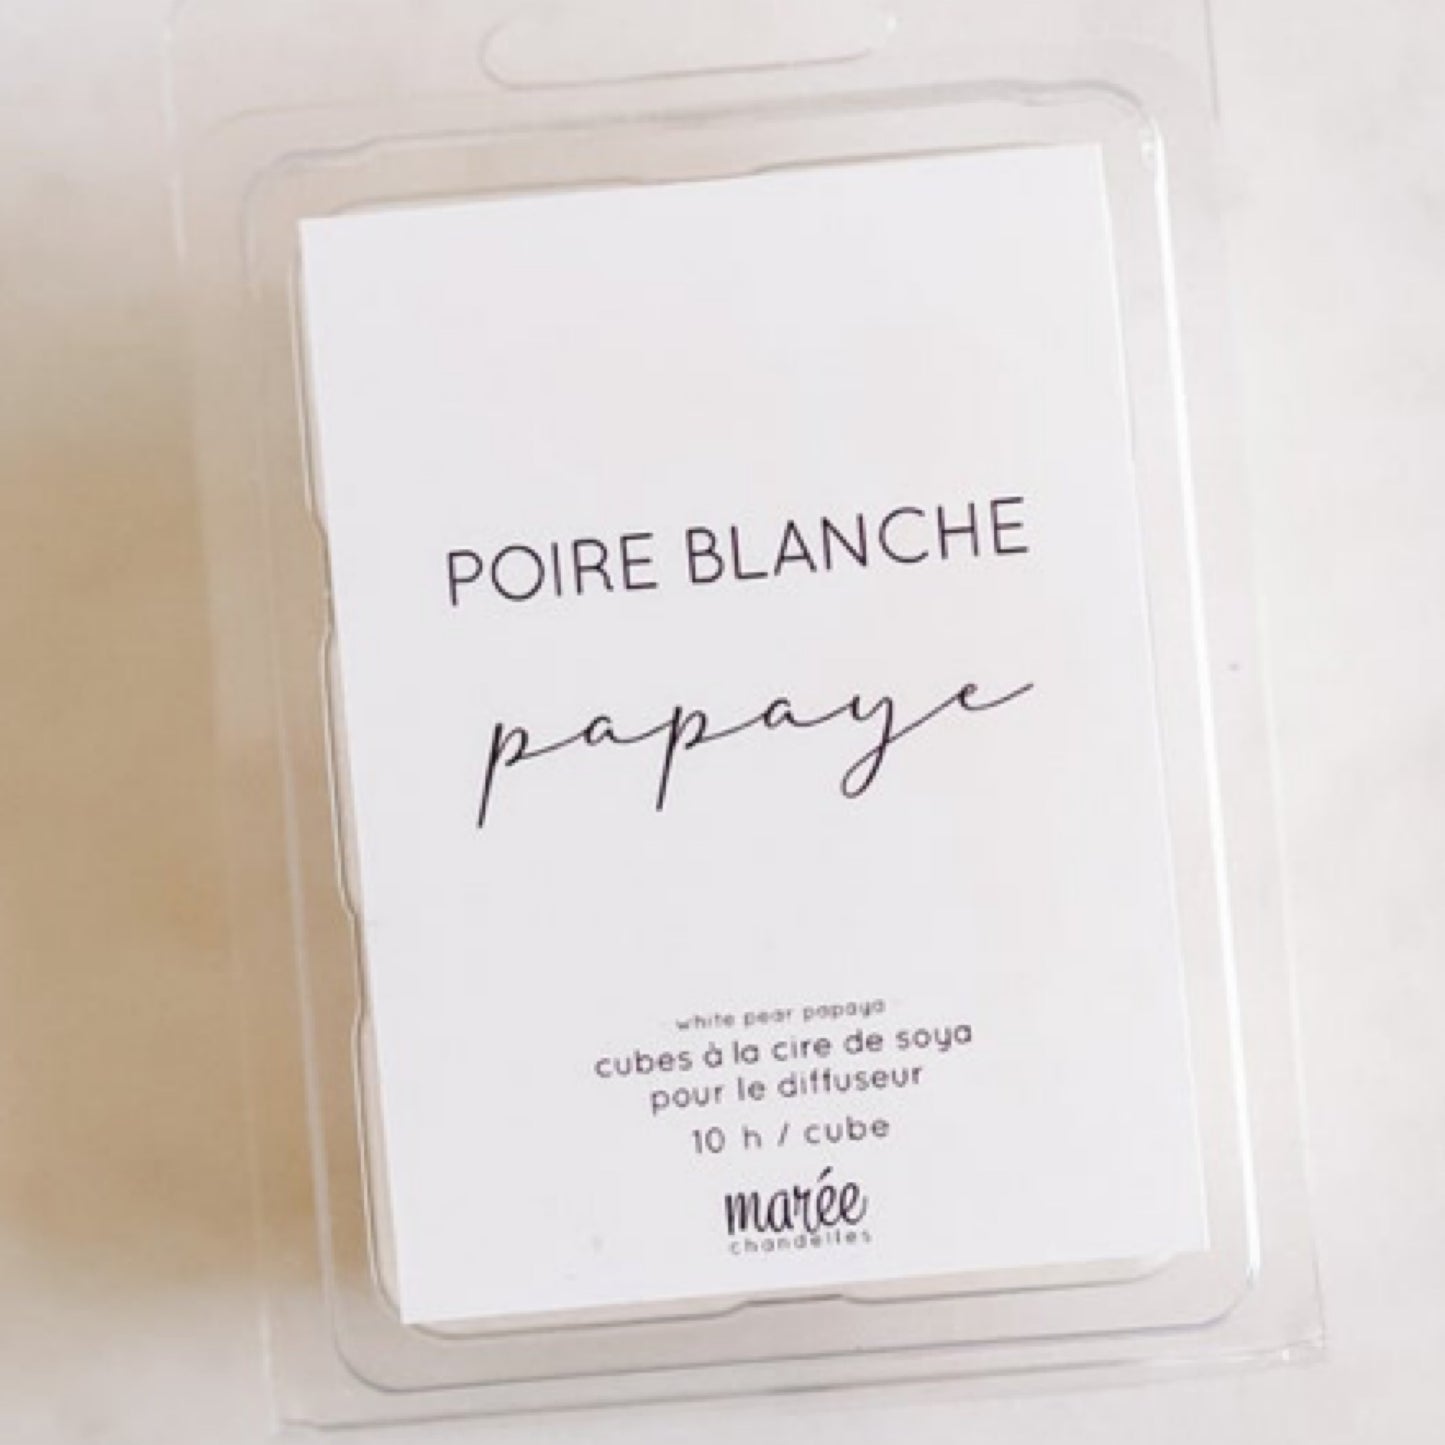 POIRE BLANCHE
papaye
white pear papaya
cubes à la cire de soya
pour le diffuseur
10 h / cube
marée
chandelles